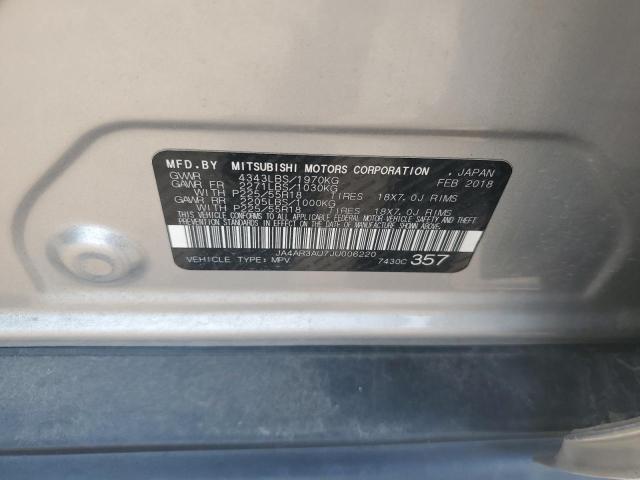 MFD.BY MITSUBISHI MOTORS CORPORATION , JAPAN
GVWR 4343LBS/1970KG FEB 2018
GAWR FR 2271LBS/1030KG
WITH P225/55R18 TIRES 18X7.0J RIMS
GAWR RR 2205LBS/1000KG
WITH P225/55R18 TIRES 18X7.0J RIMS
THIS VEHICLE CONFORMS TO ALL APPLICABLE FEDERAL MOTOR VEHICLE SAFETY AND THEFT
PREVENTION STANDARDS IN EFFECT ON THE DATE OF MANUFACTURE SHOWN ABOVE.
JA4AR3AU7JU006220
VEHICLE TYPE: MPV 7430C 357